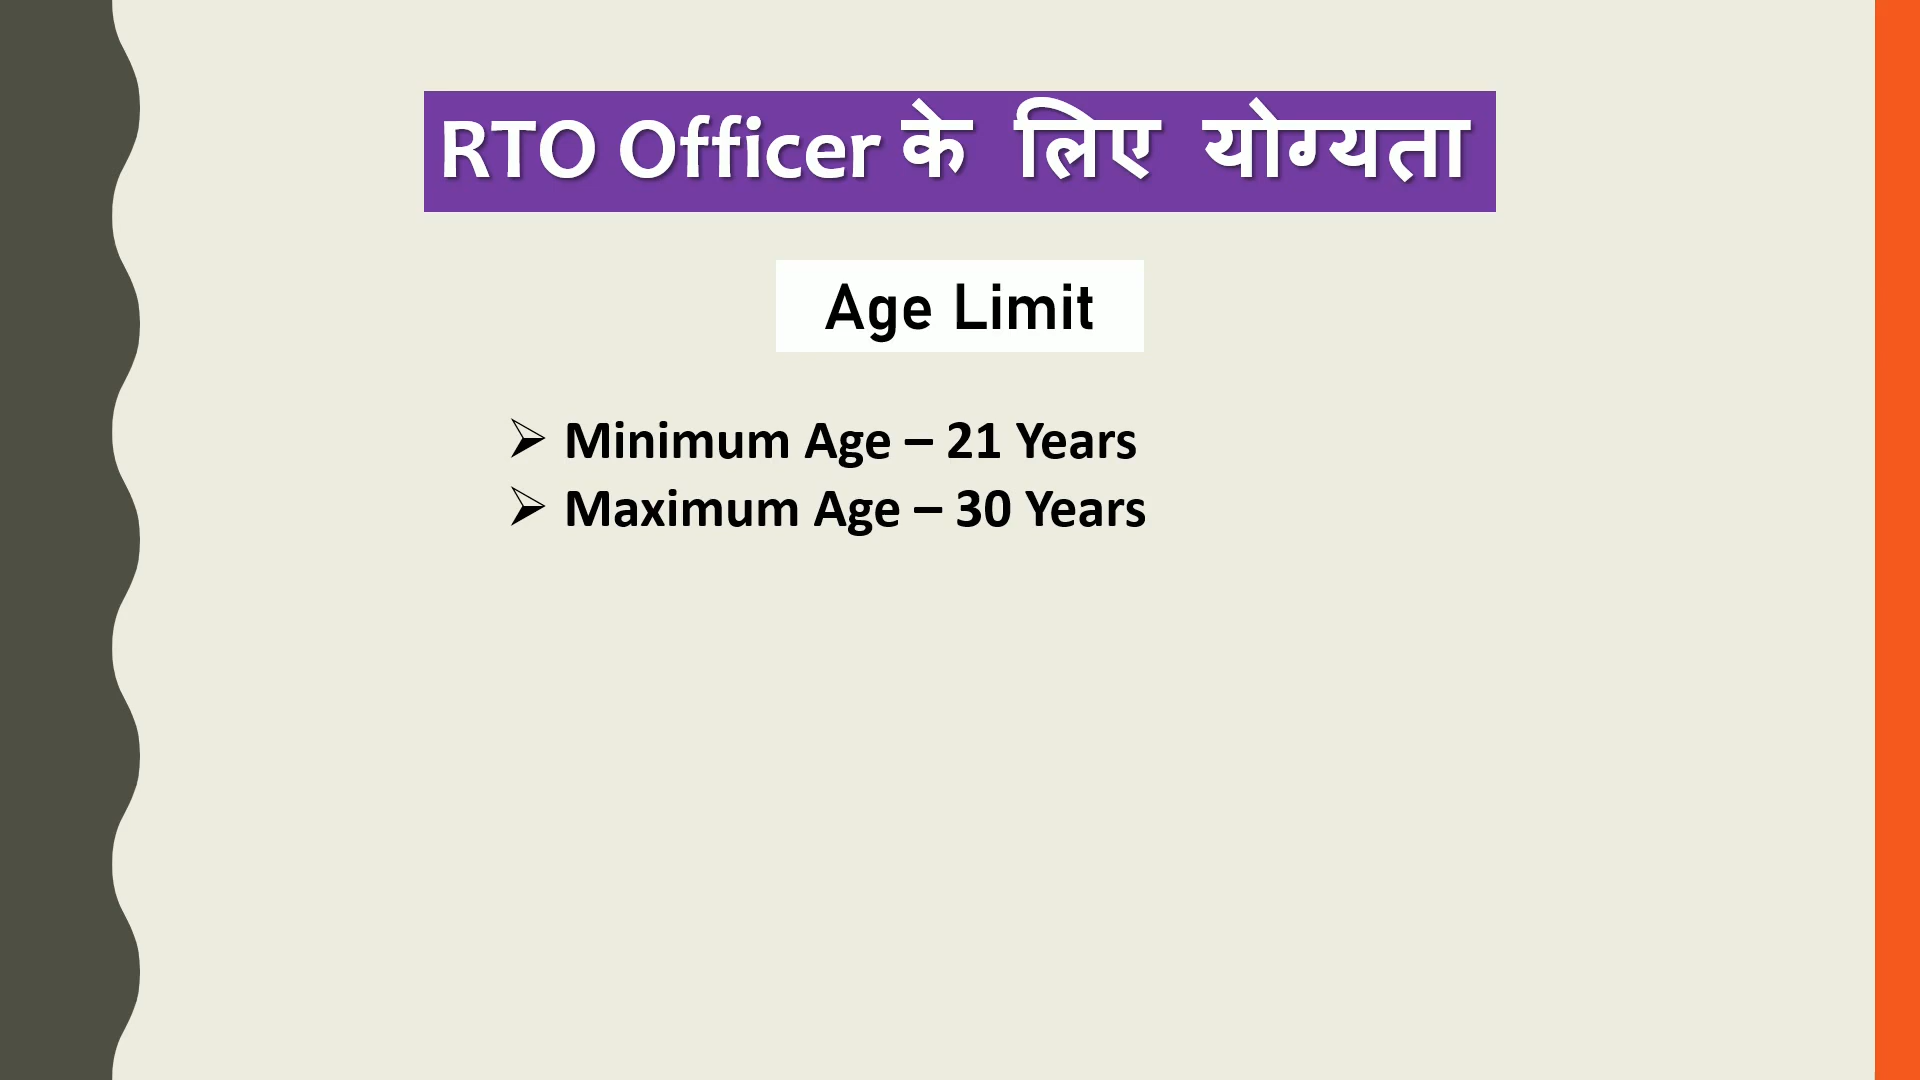 RTO Officer के लिए योग्यता
Age Limit
➢ Minimum Age – 21 Years
➢ Maximum Age – 30 Years